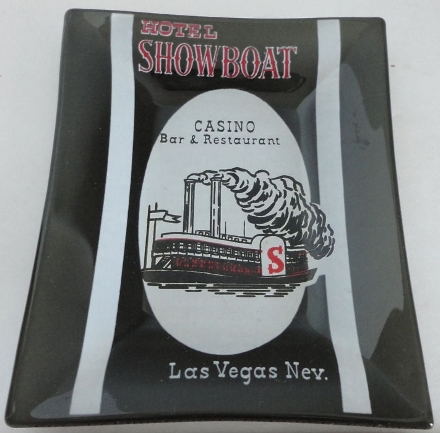 HOTEL
SHOWBOAT
CASINO
Bar & Restaurant
S
Las Vegas Nev.